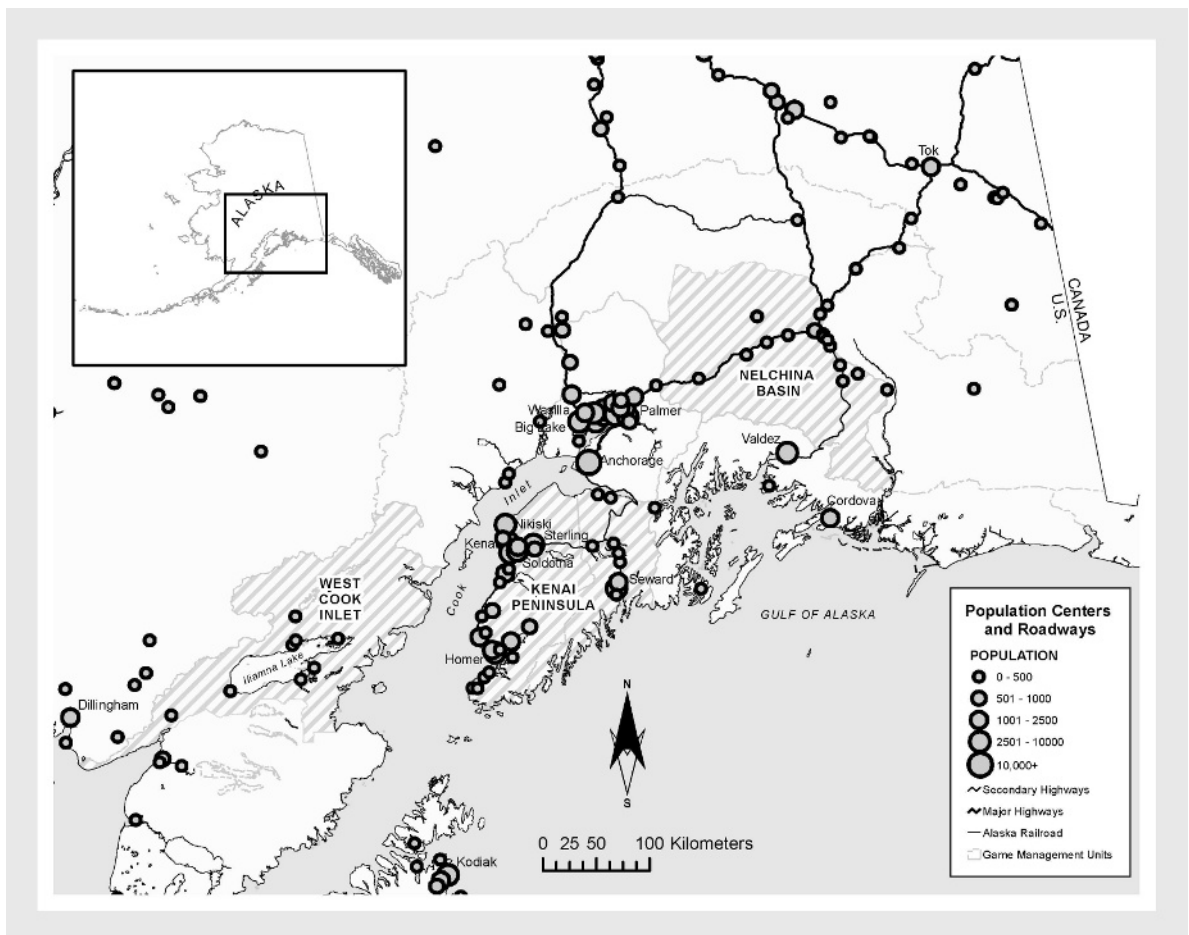 ALASKA
Tok
CANADA
U.S.
NELCHINA
BASIN
Wasilla
Palmer
Big Lake
Valdez
Anchorage
Inlet
Cordova
Nikiski
Sterling
Kenai
Soldotna
WEST
COOK
INLET
Cook
KENAI
PENINSULA
Seward
GULF OF ALASKA
Iliamna Lake
Homer
Dillingham
N
S
Kodiak
0 25 50 100 Kilometers
Population Centers
and Roadways
POPULATION
0 - 500
501 - 1000
1001 - 2500
2501 - 10000
10,000+
Secondary Highways
Major Highways
Alaska Railroad
Game Management Units